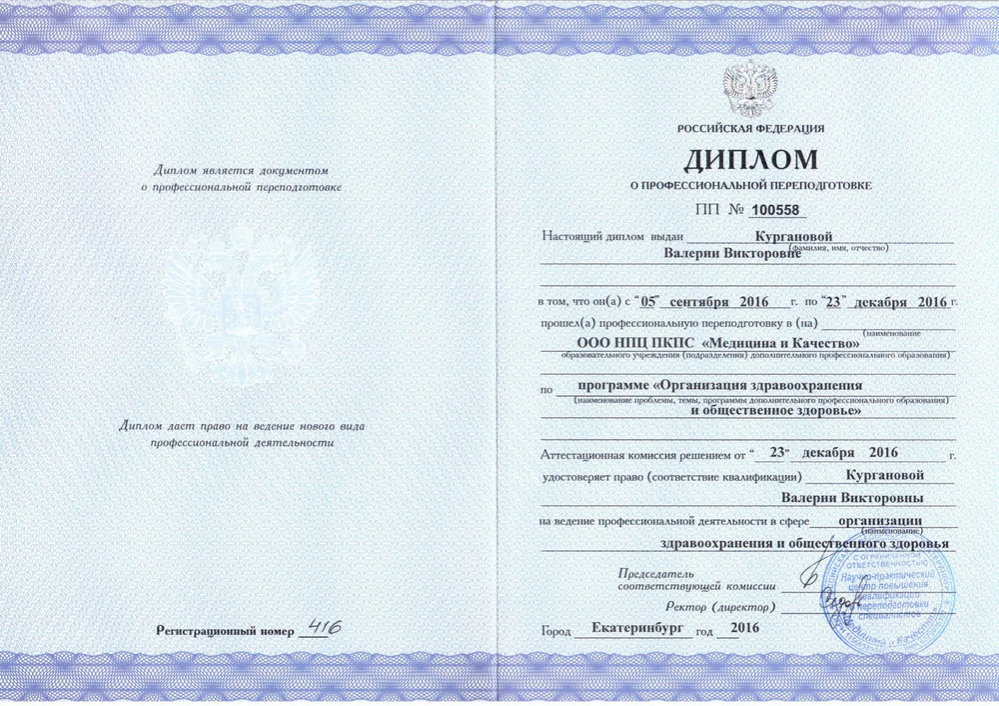 Диплом является документом
о профессиональной переподготовке
Диплом дает право на ведение нового вида
профессиональной деятельности
Регистрационный номер 416
РОССИЙСКАЯ ФЕДЕРАЦИЯ
ДИПЛОМ
О ПРОФЕССИОНАЛЬНОЙ ПЕРЕПОДГОТОВКЕ
ПП № 100558
Настоящий диплом выдан Кургановой
(фамилия, имя, отчество)
Валерии Викторовне
в том, что он(а) с "05" сентября 2016 г. по "23" декабря 2016 г.
прошел(а) профессиональную переподготовку в (на)
(наименование
ООО НПЦ ПКПС «Медицина и Качество»
образовательного учреждения (подразделения) дополнительного профессионального образования)
по программе «Организация здравоохранения
(наименование проблемы, темы, программы дополнительного профессионального образования)
и общественное здоровье»
Аттестационная комиссия решением от "23" декабря 2016 г.
удостоверяет право (соответствие квалификации) Кургановой
Валерии Викторовны
на ведение профессиональной деятельности в сфере организации
(наименование)
здравоохранения и общественного здоровья
Председатель
соответствующей комиссии
Ректор (директор)
Город Екатеринбург год 2016
С ОГРАНИЧЕННОЙ
ОТВЕТСТВЕННОСТЬЮ
Научно-практический
центр повышения
квалификации
переподготовки
специалистов
Медицина и Качество